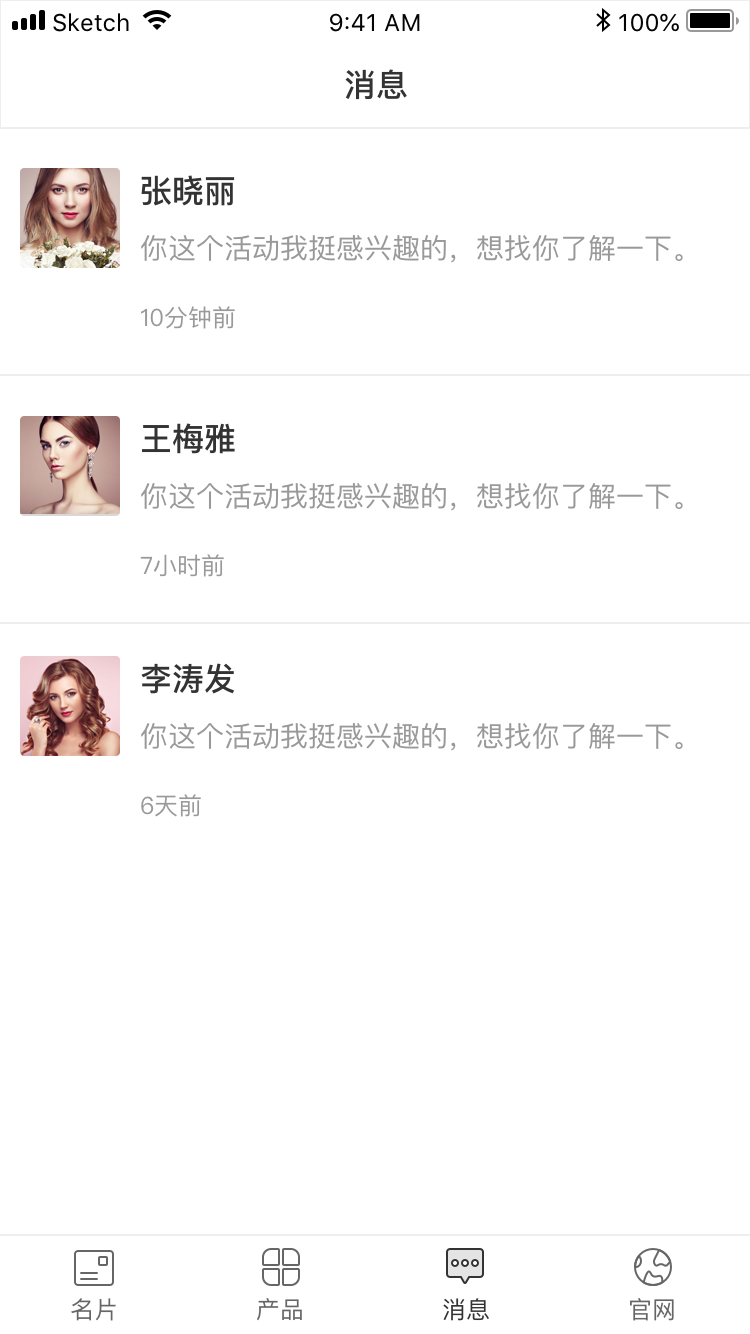 Sketch 9:41 AM 100%
消息
张晓丽
你这个活动我挺感兴趣的，想找你了解一下。
10分钟前
王梅雅
你这个活动我挺感兴趣的，想找你了解一下。
7小时前
李涛发
你这个活动我挺感兴趣的，想找你了解一下。
6天前
名片 产品 消息 官网